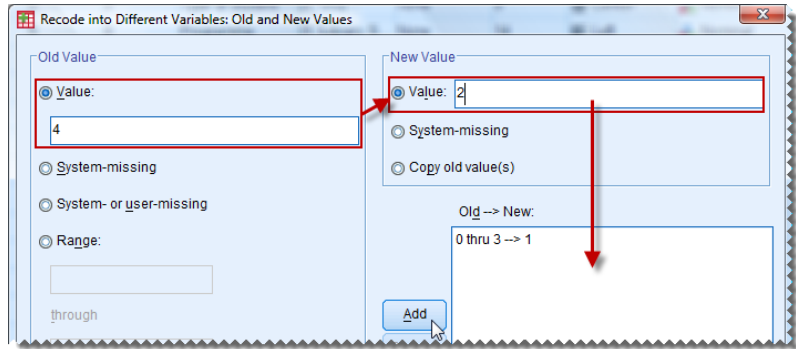 Recode into Different Variables: Old and New Values
Old Value
Value:
4
System-missing
System- or user-missing
Range:
through
New Value
Value: 2
System-missing
Copy old value(s)
Old --> New:
0 thru 3 --> 1
Add